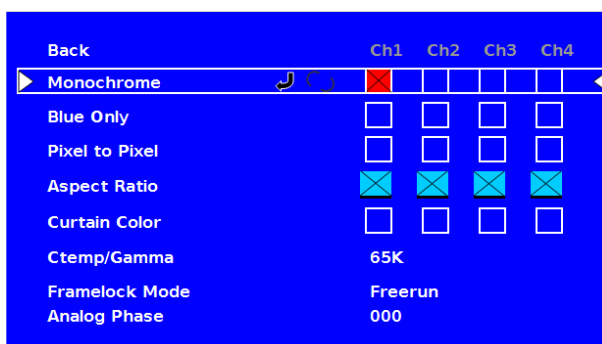 Back Ch1 Ch2 Ch3 Ch4
Monochrome
Blue Only
Pixel to Pixel
Aspect Ratio
Curtain Color
Ctemp/Gamma 65K
Framelock Mode Freerun
Analog Phase 000